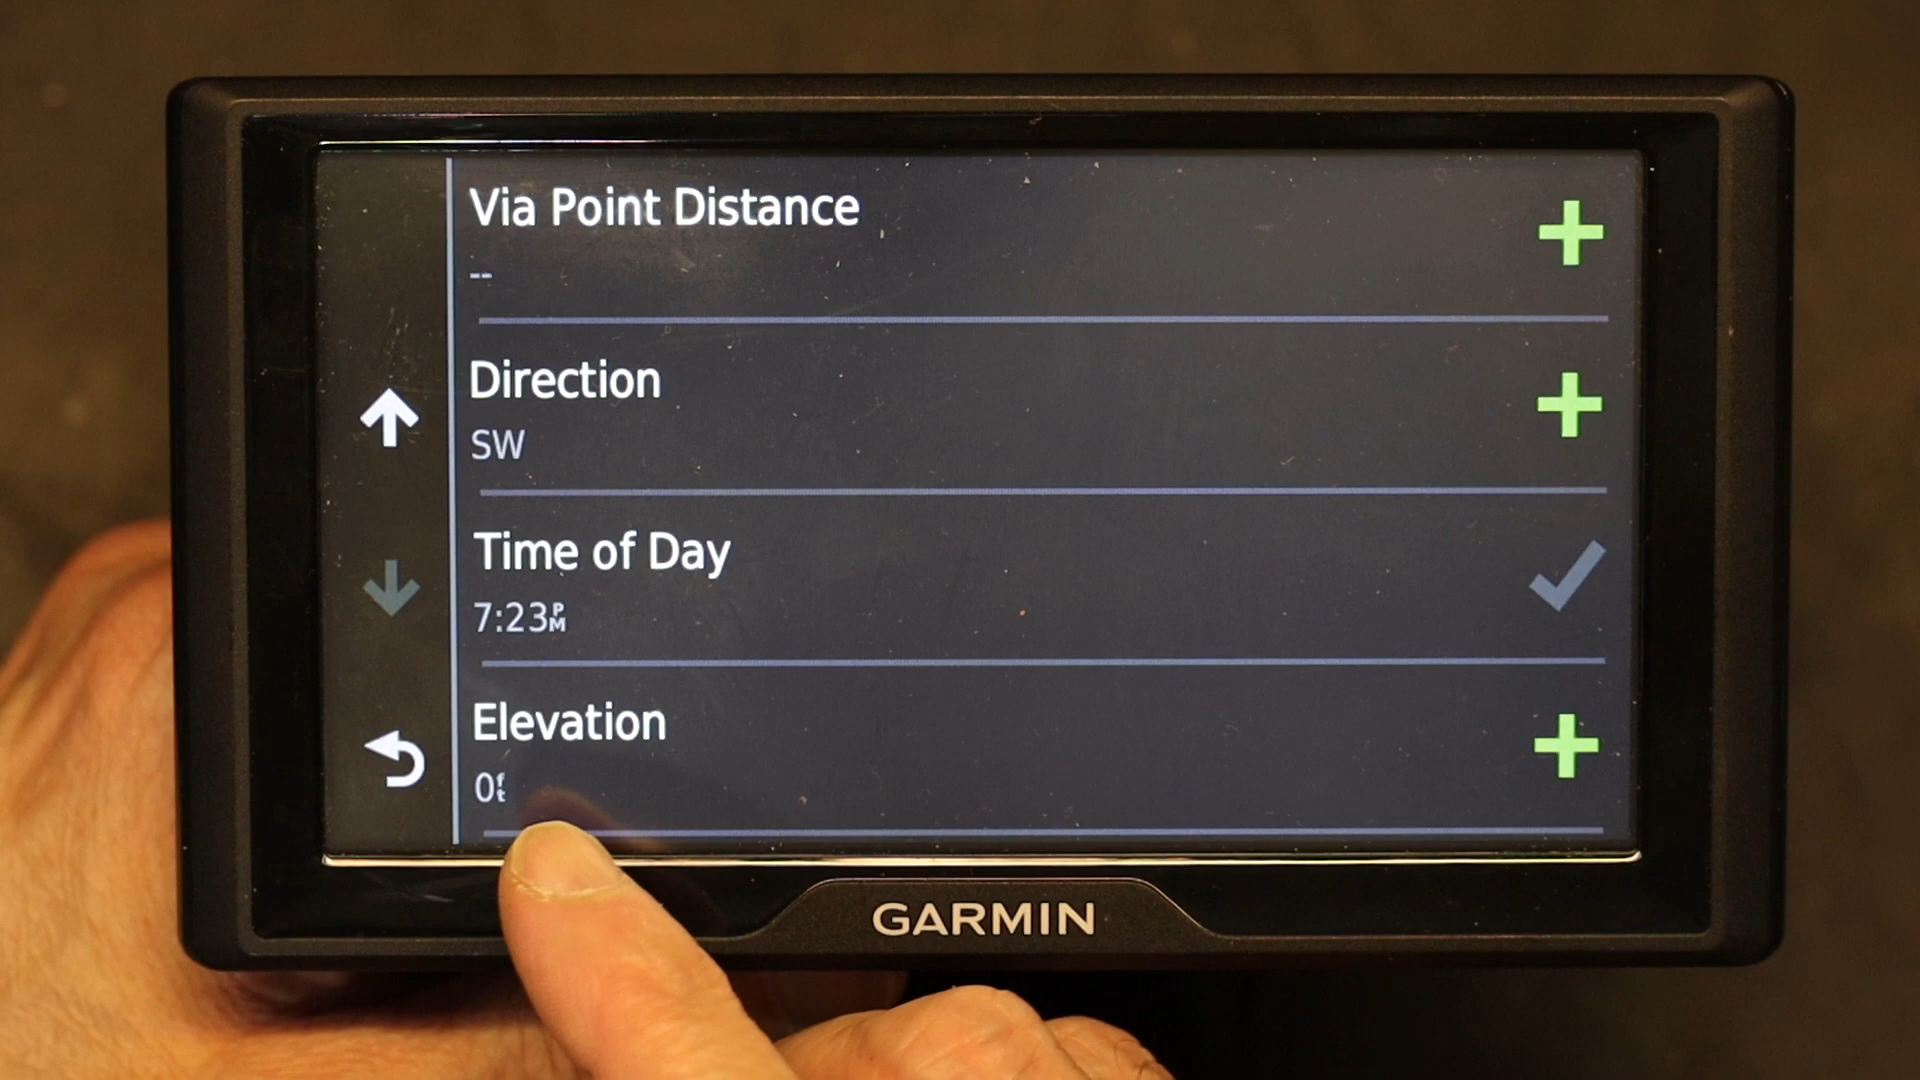 Via Point Distance
--
Direction
SW
Time of Day
7:23PM
Elevation
0ft
GARMIN